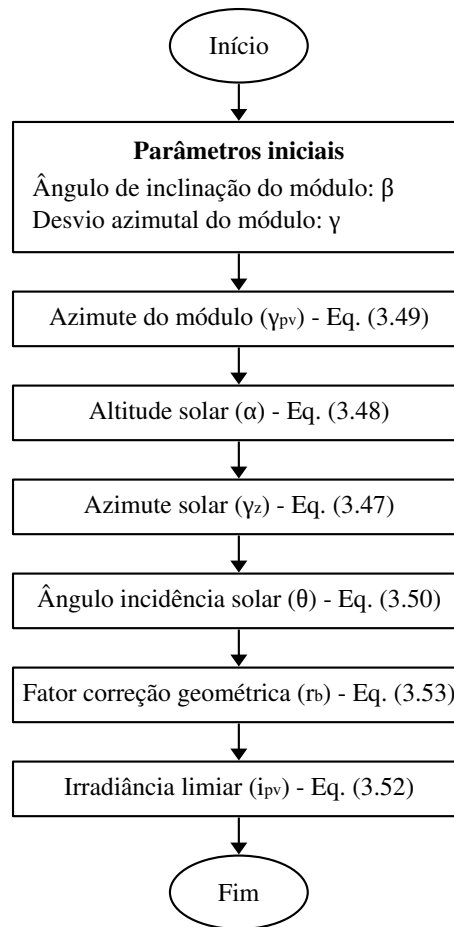 Início
Parâmetros iniciais
Ângulo de inclinação do módulo: β
Desvio azimutal do módulo: γ
Azimute do módulo (γpv) - Eq. (3.49)
Altitude solar (α) - Eq. (3.48)
Azimute solar (γz) - Eq. (3.47)
Ângulo incidência solar (θ) - Eq. (3.50)
Fator correção geométrica (rb) - Eq. (3.53)
Irradiância limiar (ipv) - Eq. (3.52)
Fim